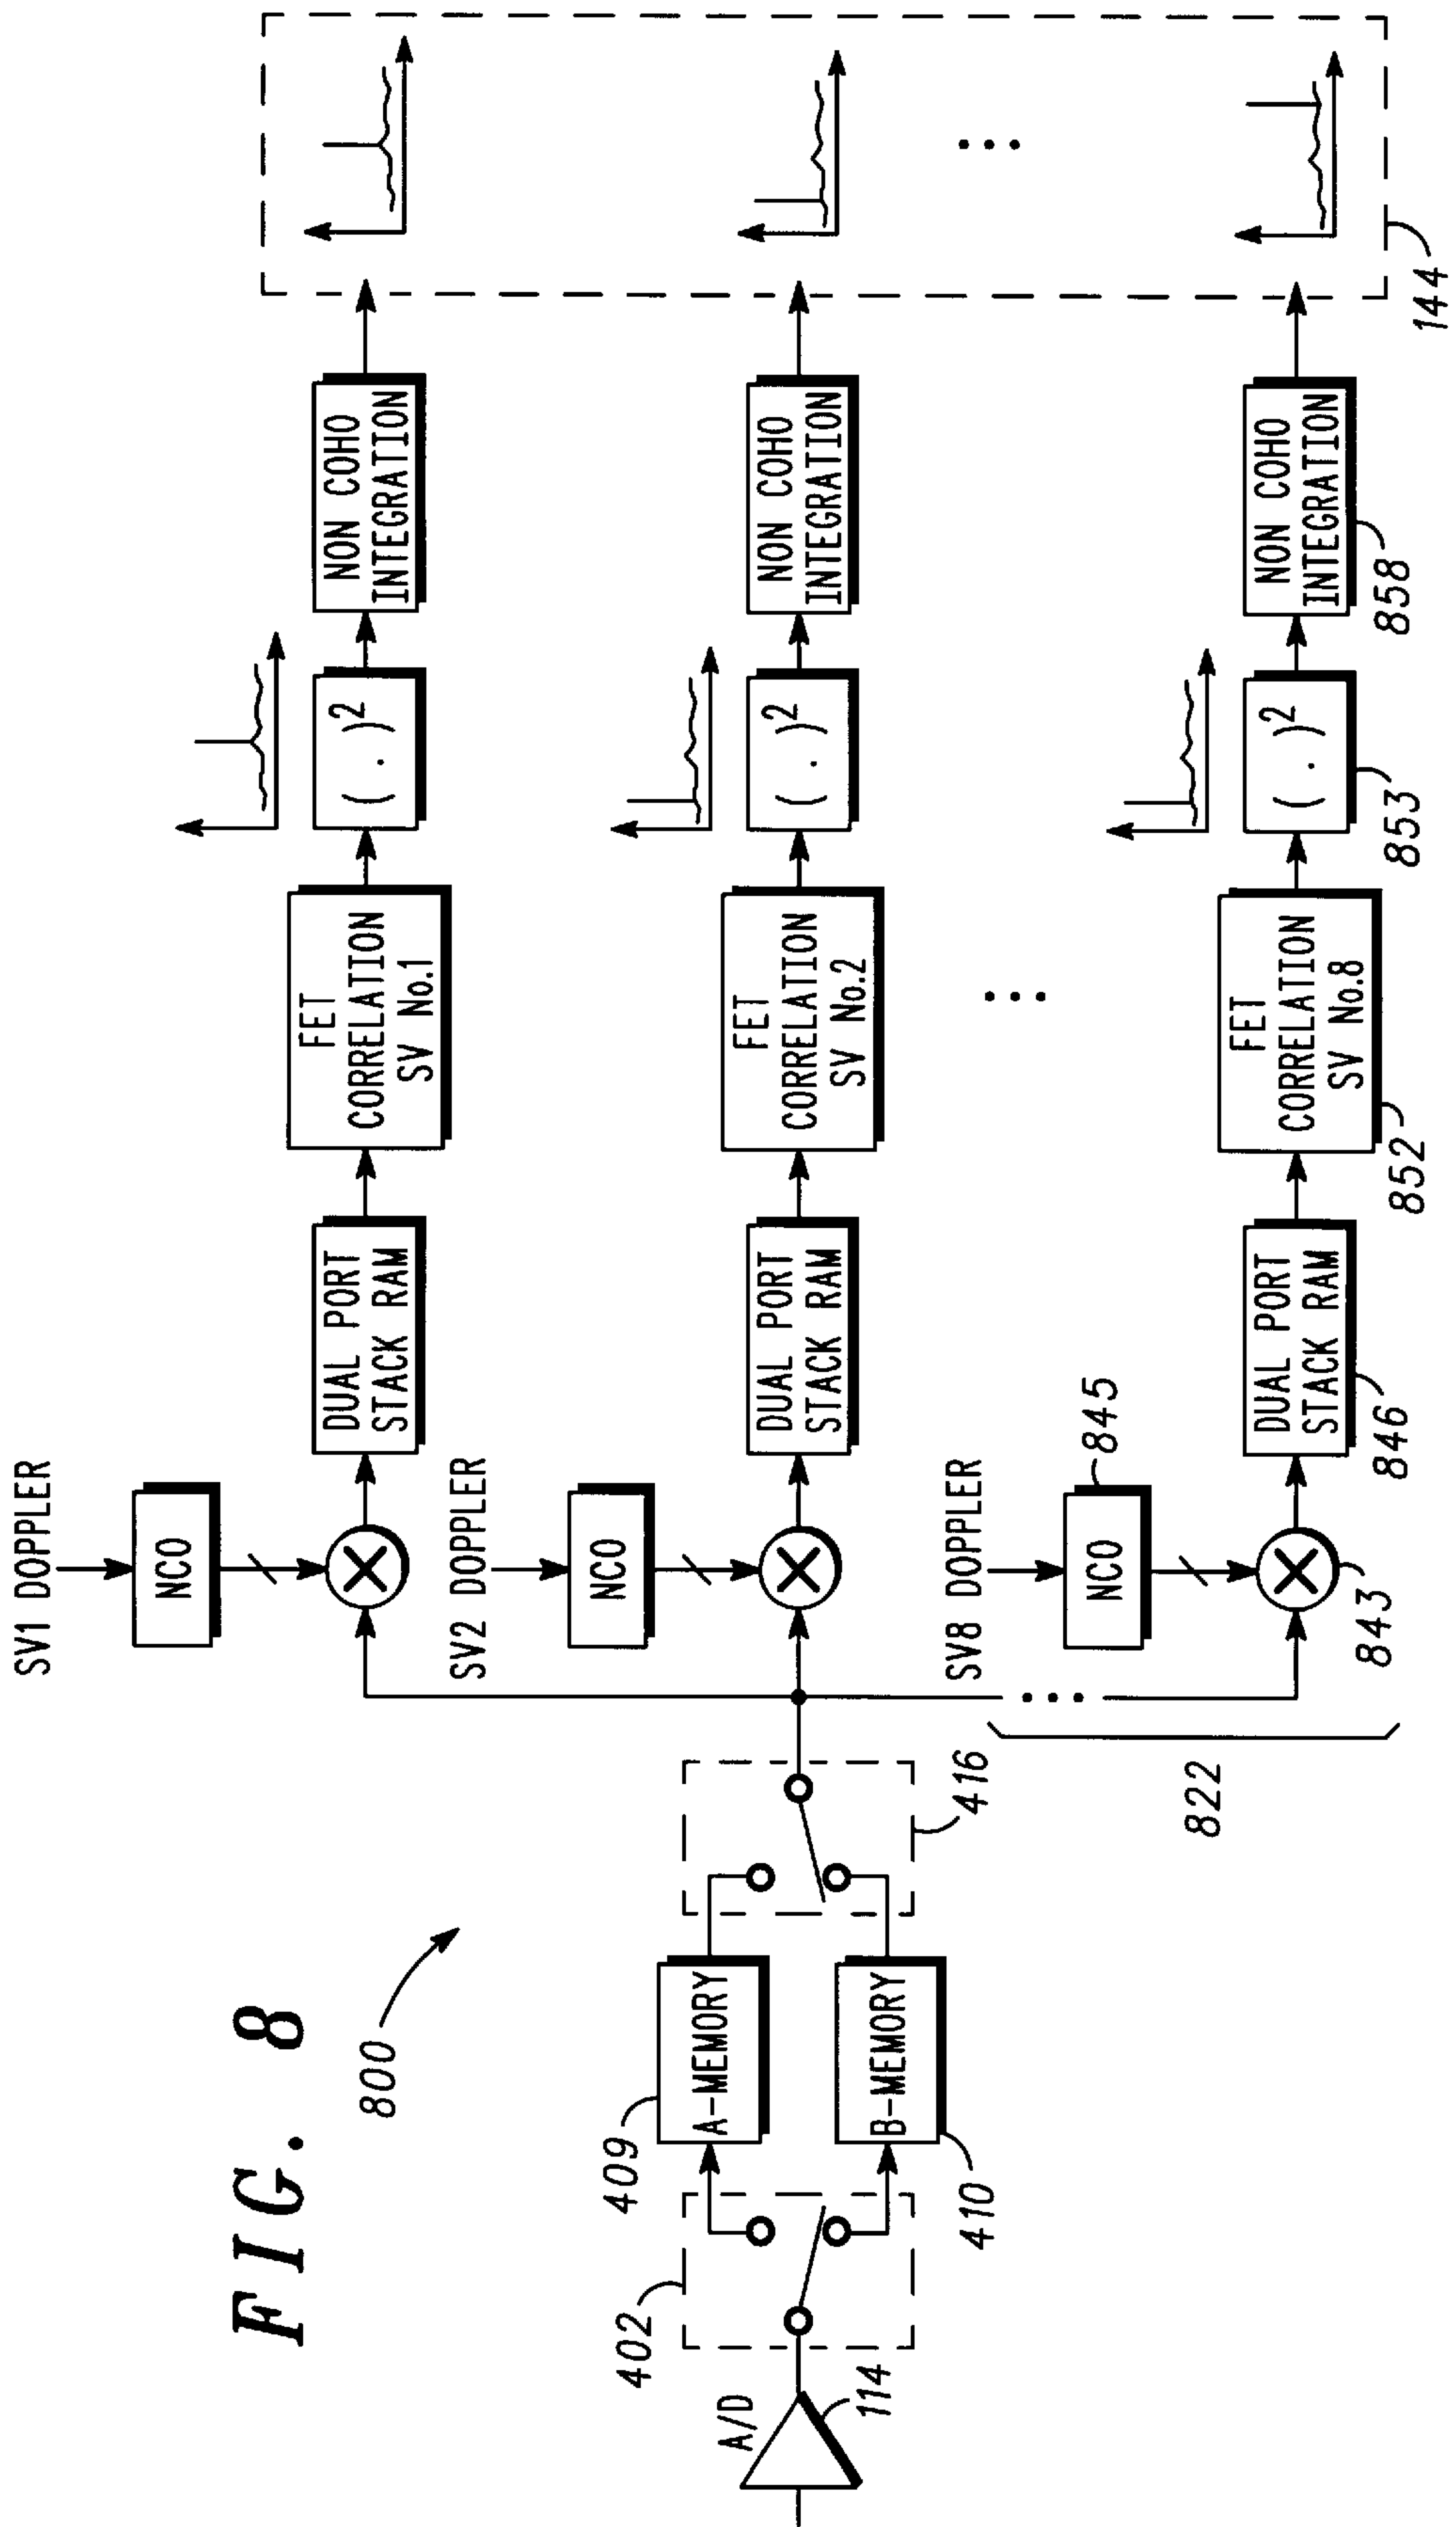 FIG. 8
800
SV1 DOPPLER
NCO
DUAL PORT
STACK RAM
FET
CORRELATION
SV No.1
( . )2
NON COHO
INTEGRATION
SV2 DOPPLER
NCO
DUAL PORT
STACK RAM
FET
CORRELATION
SV No.2
( . )2
NON COHO
INTEGRATION
A/D
114
402
409
A-MEMORY
B-MEMORY
410
416
822
SV8 DOPPLER
NCO
845
843
DUAL PORT
STACK RAM
846
FET
CORRELATION
SV No.8
852
( . )2
853
NON COHO
INTEGRATION
858
144